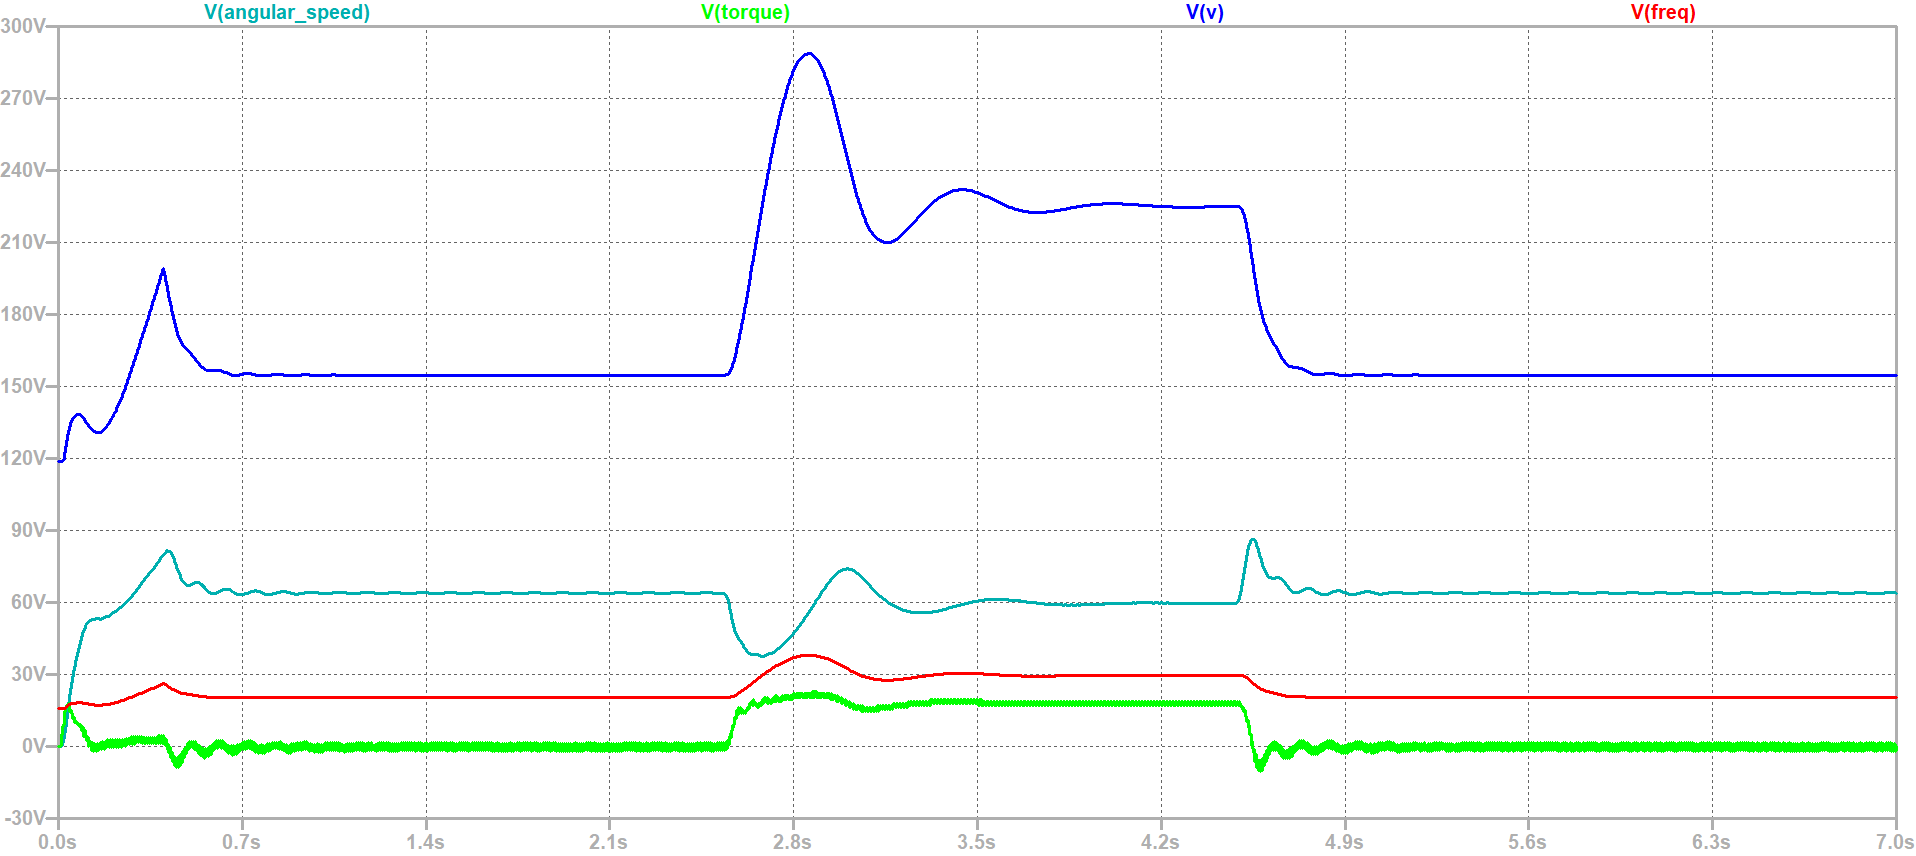 V(angular_speed) V(torque) V(v) V(freq)
300V
270V
240V
210V
180V
150V
120V
90V
60V
30V
0V
-30V
0.0s 0.7s 1.4s 2.1s 2.8s 3.5s 4.2s 4.9s 5.6s 6.3s 7.0s